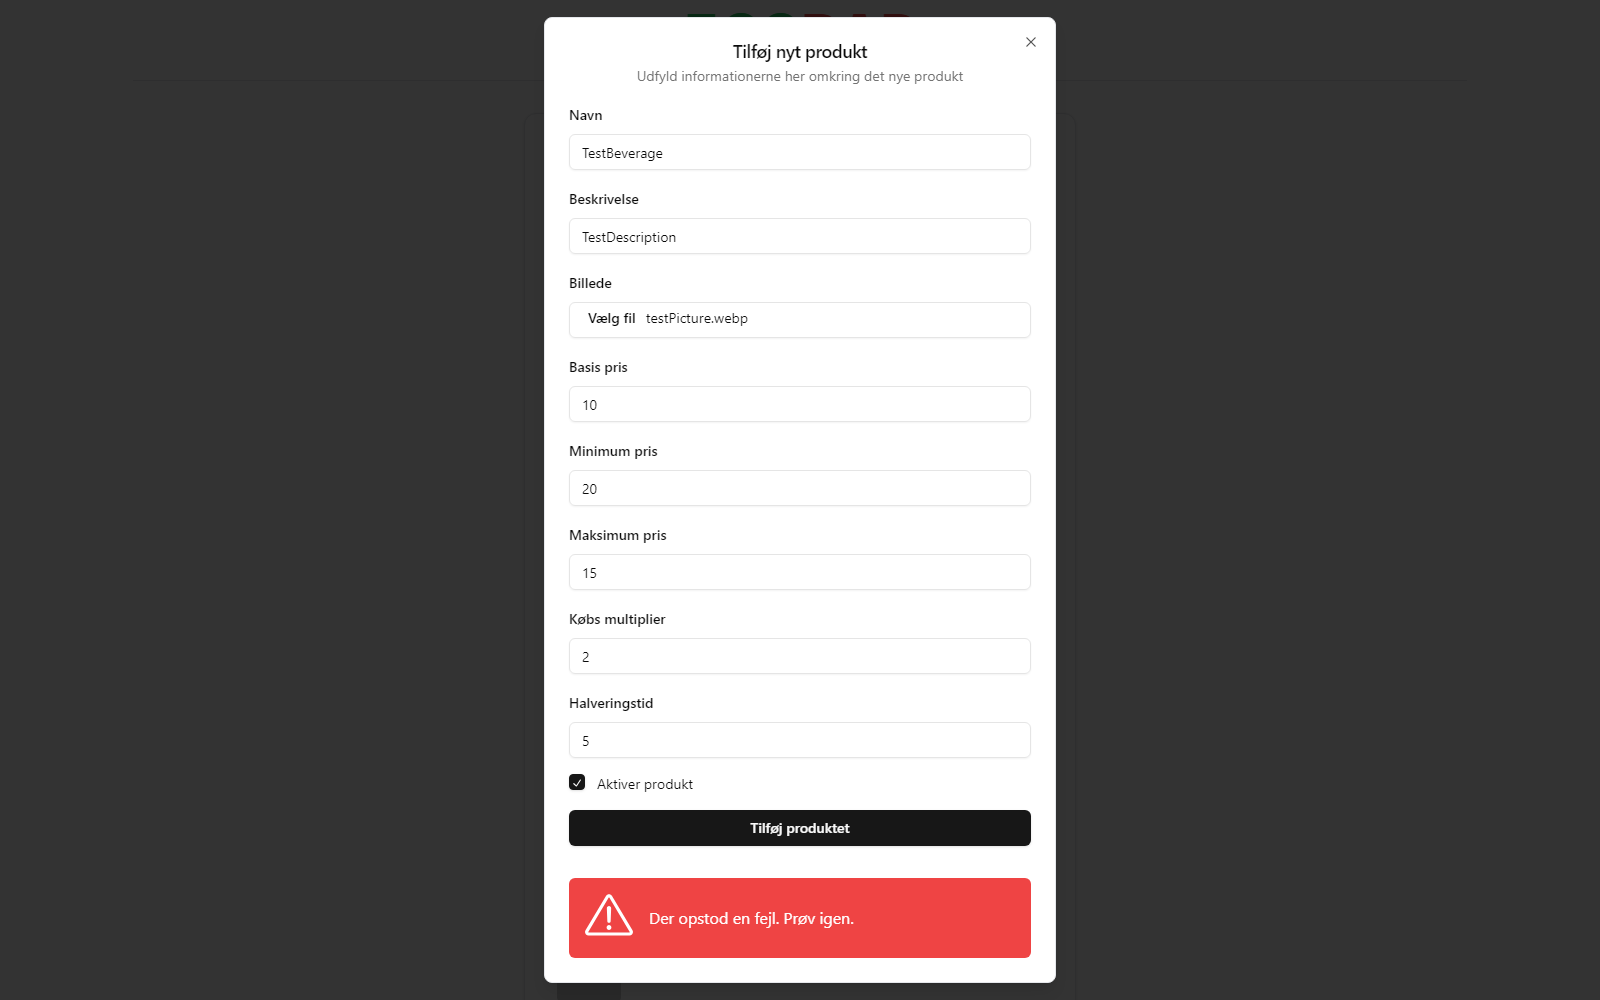 Tilføj nyt produkt
Udfyld informationerne her omkring det nye produkt
Navn
TestBeverage
Beskrivelse
TestDescription
Billede
Vælg fil testPicture.webp
Basis pris
10
Minimum pris
20
Maksimum pris
15
Købs multiplier
2
Halveringstid
5
Aktiver produkt
Tilføj produktet
Der opstod en fejl. Prøv igen.